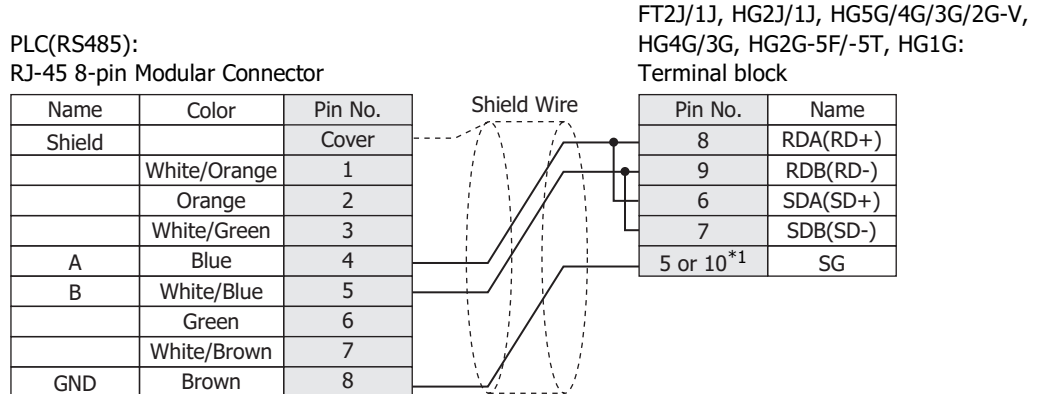 FT2J/1J, HG2J/1J, HG5G/4G/3G/2G-V,
HG4G/3G, HG2G-5F/-5T, HG1G:
Terminal block
PLC(RS485):
RJ-45 8-pin Modular Connector
Name Color Pin No. Shield Wire Pin No. Name
Shield Cover 8 RDA(RD+)
White/Orange 1 9 RDB(RD-)
Orange 2 6 SDA(SD+)
White/Green 3 7 SDB(SD-)
A Blue 4 5 or 10*1 SG
B White/Blue 5
Green 6
White/Brown 7
GND Brown 8